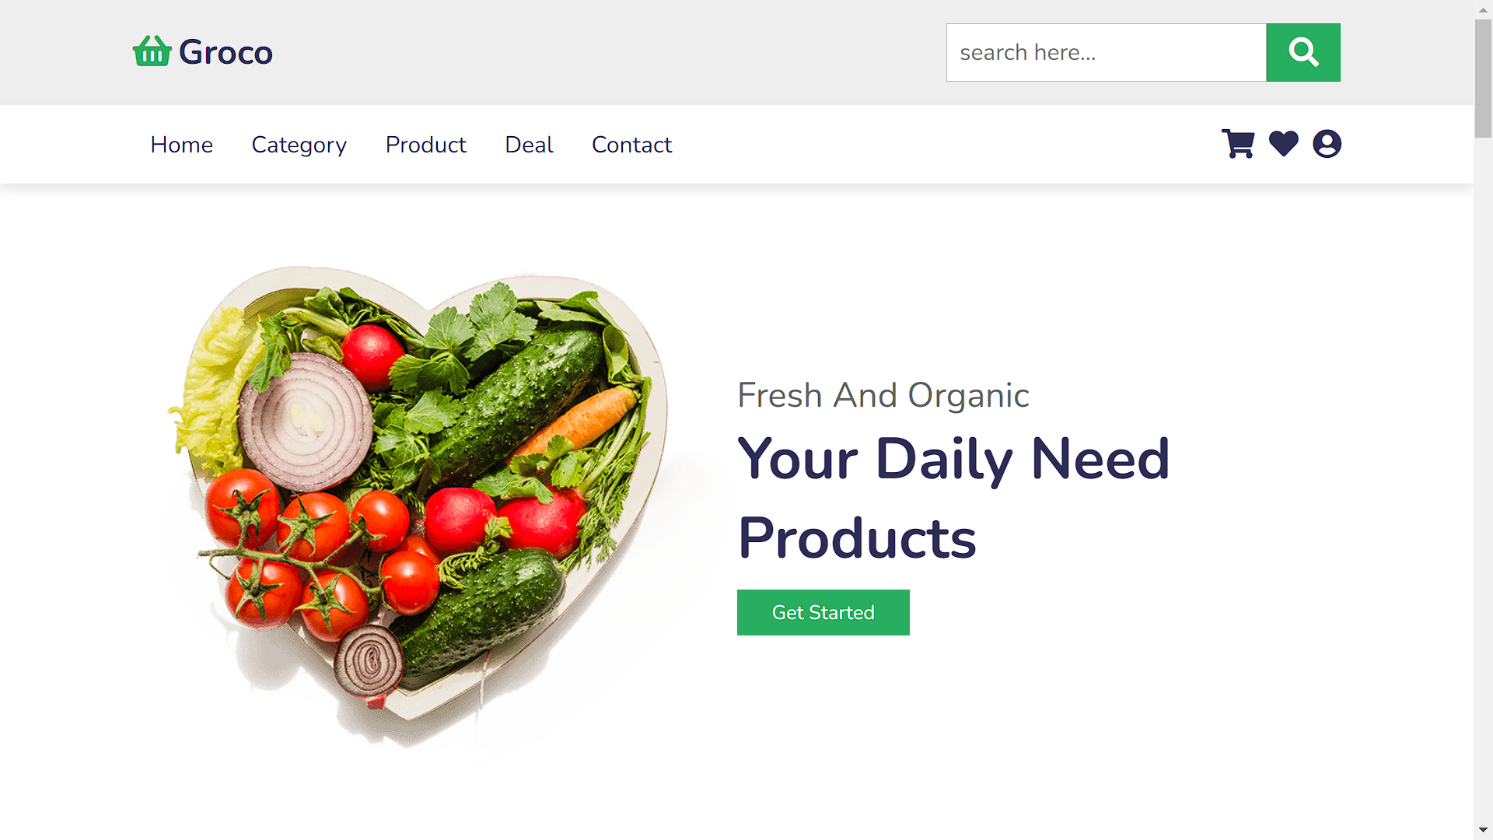 Groco
search here...
Home
Category
Product
Deal
Contact
Fresh And Organic
Your Daily Need
Products
Get Started